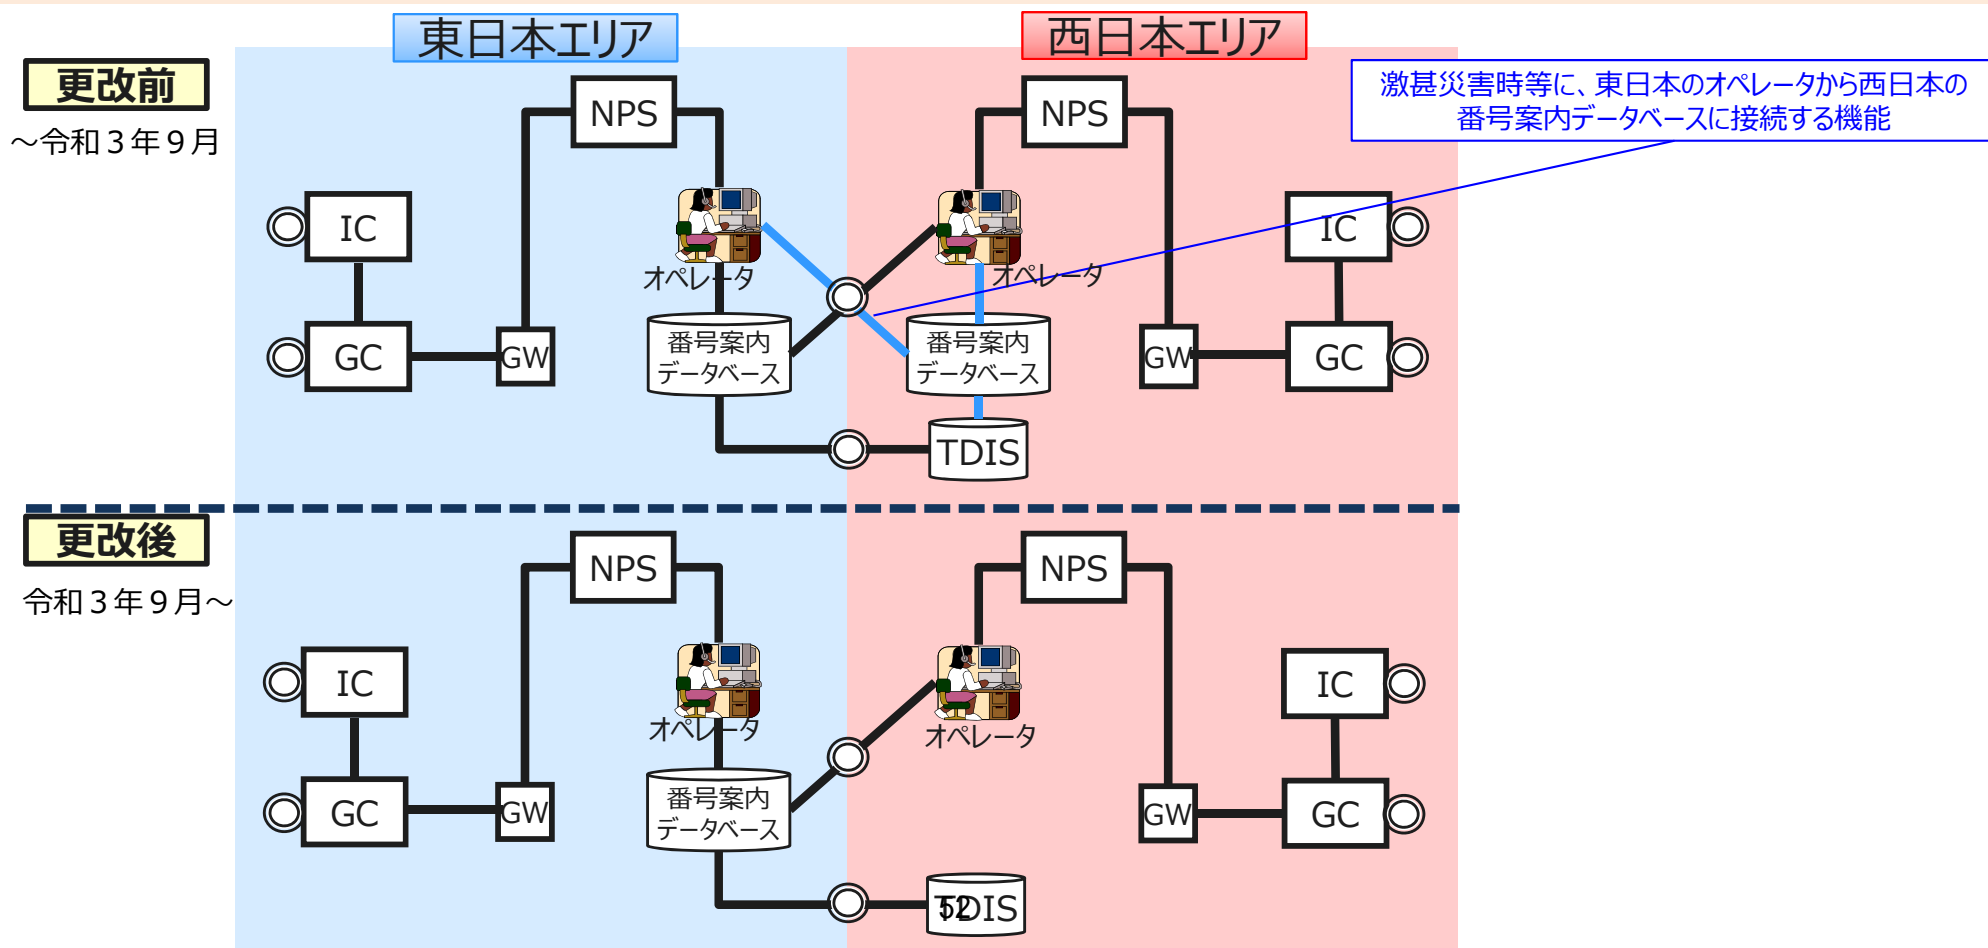 東日本エリア
西日本エリア
更改前
～令和３年９月
激甚災害時等に、東日本のオペレータから西日本の
番号案内データベースに接続する機能
NPS
NPS
IC
IC
オペレータ
オペレータ
GC
GW
番号案内
データベース
番号案内
データベース
GW
GC
TDIS
更改後
令和３年９月～
NPS
NPS
IC
IC
オペレータ
オペレータ
GC
GW
番号案内
データベース
GW
GC
TDIS
52